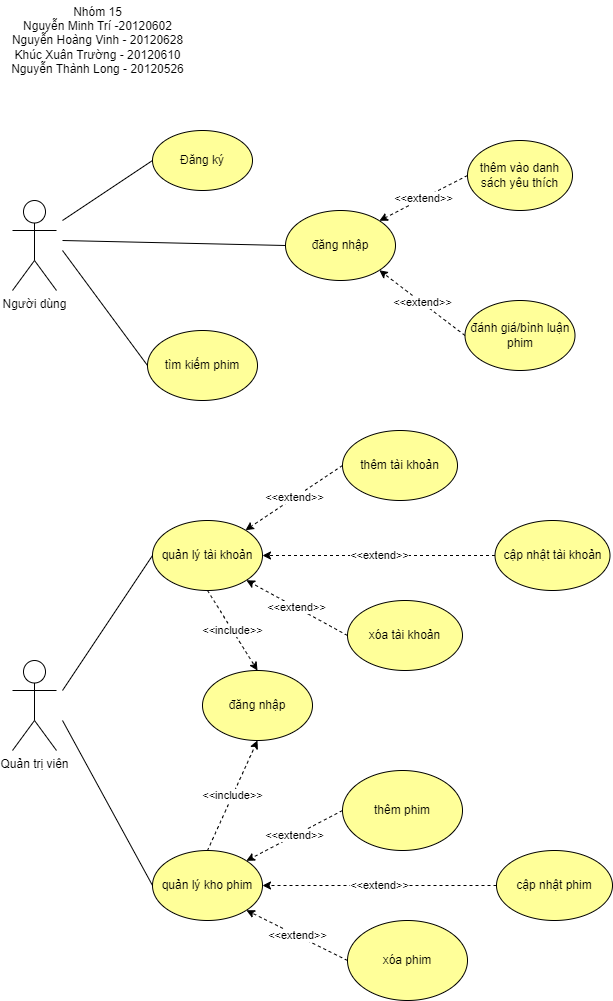 Nhóm 15
Nguyễn Minh Trí -20120602
Nguyễn Hoàng Vinh - 20120628
Khúc Xuân Trường - 20120610
Nguyễn Thành Long - 20120526
Đăng ký
thêm vào danh
sách yêu thích
<<extend>>
đăng nhập
Người dùng
<<extend>>
đánh giá/bình luận
phim
tìm kiếm phim
thêm tài khoản
<<extend>>
quản lý tài khoản
<<extend>>
cập nhật tài khoản
<<extend>>
<<include>>
xóa tài khoản
đăng nhập
Quản trị viên
<<include>>
thêm phim
<<extend>>
quản lý kho phim
<<extend>>
cập nhật phim
<<extend>>
xóa phim